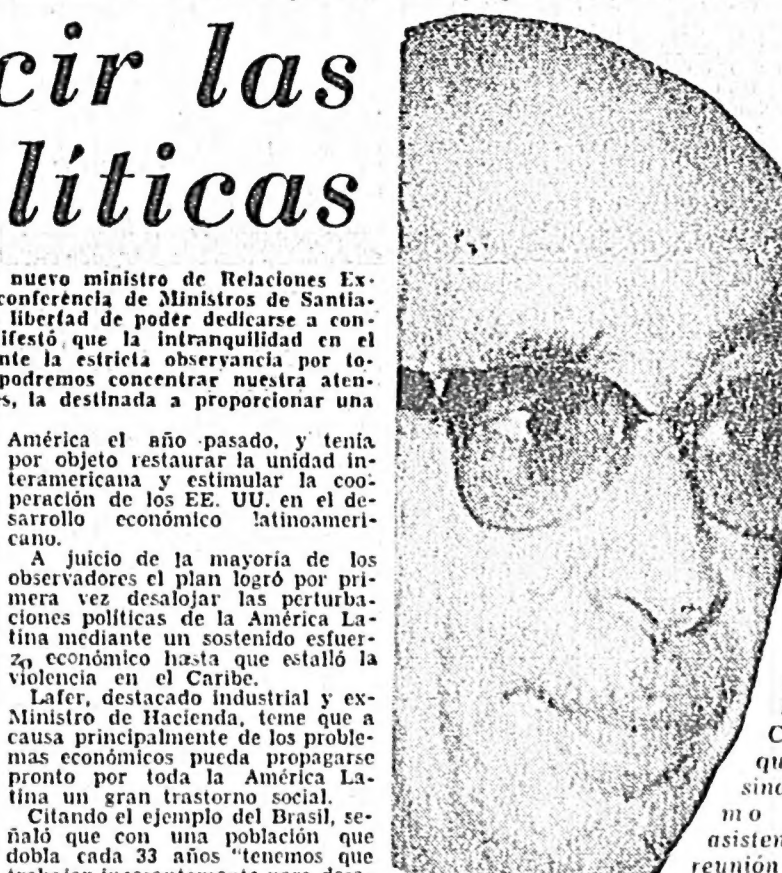 cir las
líticas
nuevo ministro de Relaciones Ex-
conferencia de Ministros de Santia-
libertad de poder dedicarse a con-
ifestó que la intranquilidad en el
nte la estricta observancia por to-
podremos concentrar nuestra aten-
s, la destinada a proporcionar una
América el año pasado, y tenía
por objeto restaurar la unidad in-
teramericana y estimular la coo-
peración de los EE. UU. en el de-
sarrollo económico latinoameri-
cano.
A juicio de la mayoría de los
observadores el plan logró por pri-
mera vez desalojar las perturba-
ciones políticas de la América La-
tina mediante un sostenido esfuer-
zo económico hasta que estalló la
violencia en el Caribe.
Lafer, destacado industrial y ex-
Ministro de Hacienda, teme que a
causa principalmente de los proble-
mas económicos pueda propagarse
pronto por toda la América La-
tina un gran trastorno social.
Citando el ejemplo del Brasil, se-
ñaló que con una población que
dobla cada 33 años "tenemos que
C
qu
sino
mo
asisten
reunión